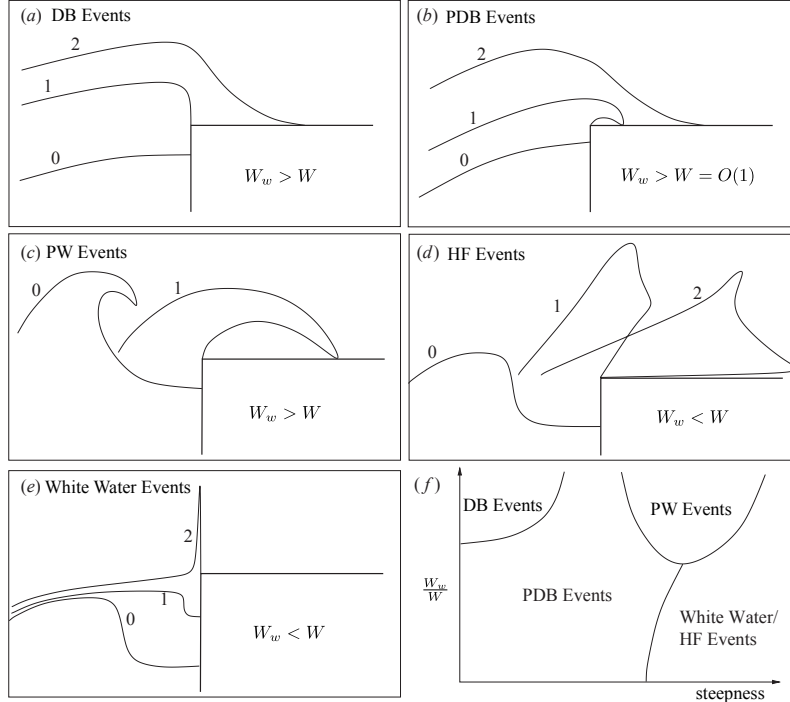 (a) DB Events
2
1
0
W_w > W
(b) PDB Events
2
1
0
W_w > W = O(1)
(c) PW Events
0
1
W_w > W
(d) HF Events
0
1
2
W_w < W
(e) White Water Events
2
1
0
W_w < W
(f)
DB Events
PW Events
W_w/W
PDB Events
White Water/
HF Events
steepness